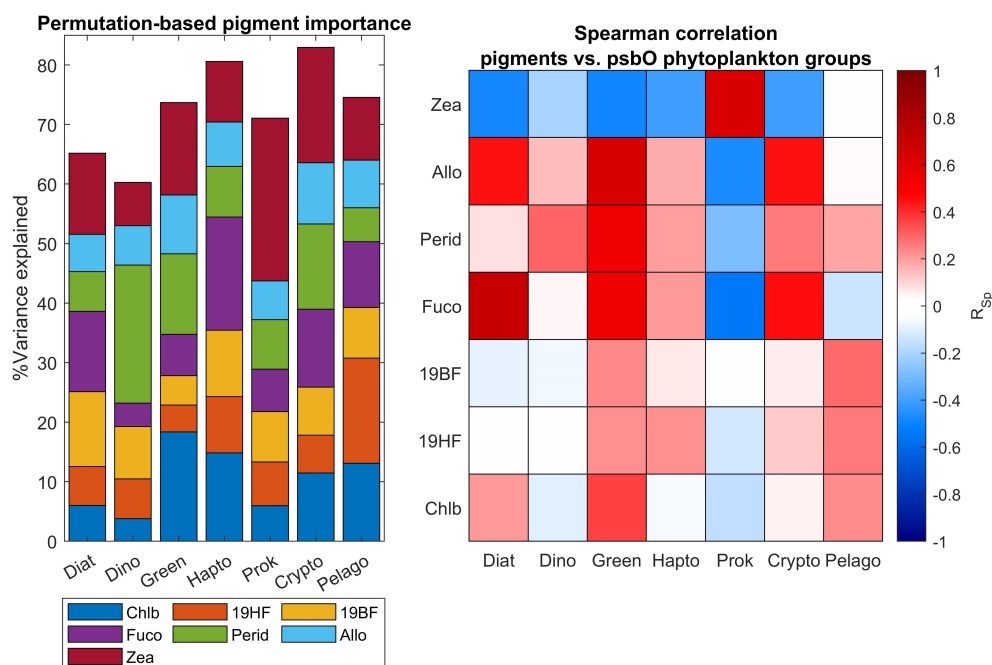 Permutation-based pigment importance
%Variance explained
80
70
60
50
40
30
20
10
0
Diat Dino Green Hapto Prok Crypto Pelago
Chlb 19HF 19BF
Fuco Perid Allo
Zea
Spearman correlation
pigments vs. psbO phytoplankton groups
Zea
Allo
Perid
Fuco
19BF
19HF
Chlb
Diat Dino Green Hapto Prok Crypto Pelago
1
0.8
0.6
0.4
0.2
0
-0.2
-0.4
-0.6
-0.8
-1
R_Sp